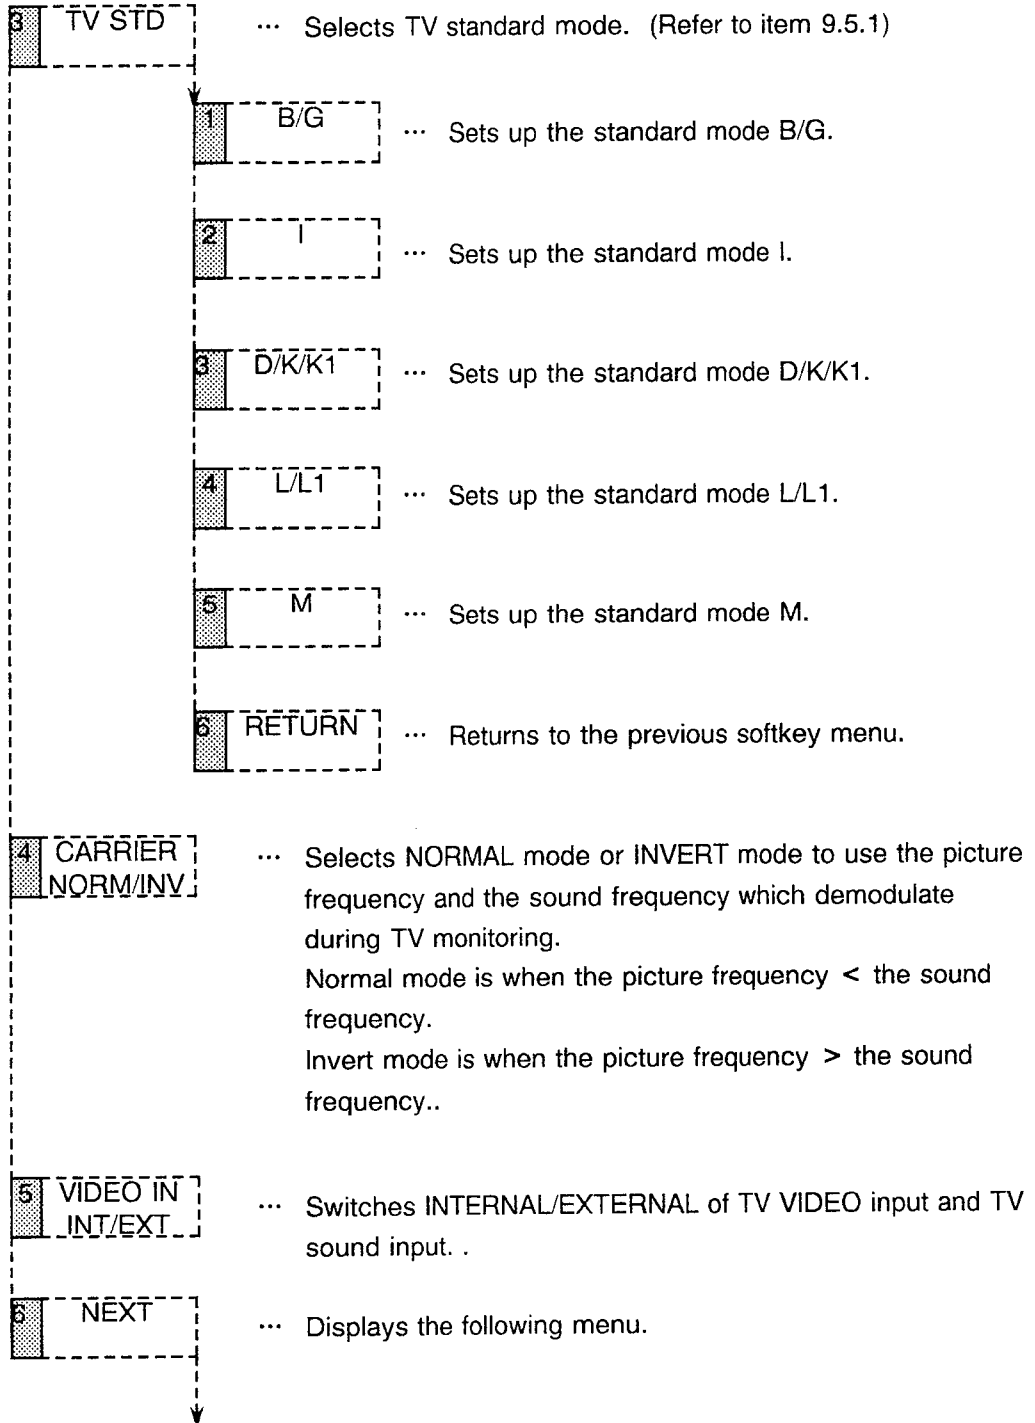 3 TV STD ... Selects TV standard mode. (Refer to item 9.5.1)
1 B/G ... Sets up the standard mode B/G.
2 I ... Sets up the standard mode I.
3 D/K/K1 ... Sets up the standard mode D/K/K1.
4 L/L1 ... Sets up the standard mode L/L1.
5 M ... Sets up the standard mode M.
6 RETURN ... Returns to the previous softkey menu.
4 CARRIER NORM/INV ... Selects NORMAL mode or INVERT mode to use the picture
frequency and the sound frequency which demodulate
during TV monitoring.
Normal mode is when the picture frequency < the sound
frequency.
Invert mode is when the picture frequency > the sound
frequency..
5 VIDEO IN INT/EXT ... Switches INTERNAL/EXTERNAL of TV VIDEO input and TV
sound input. .
6 NEXT ... Displays the following menu.